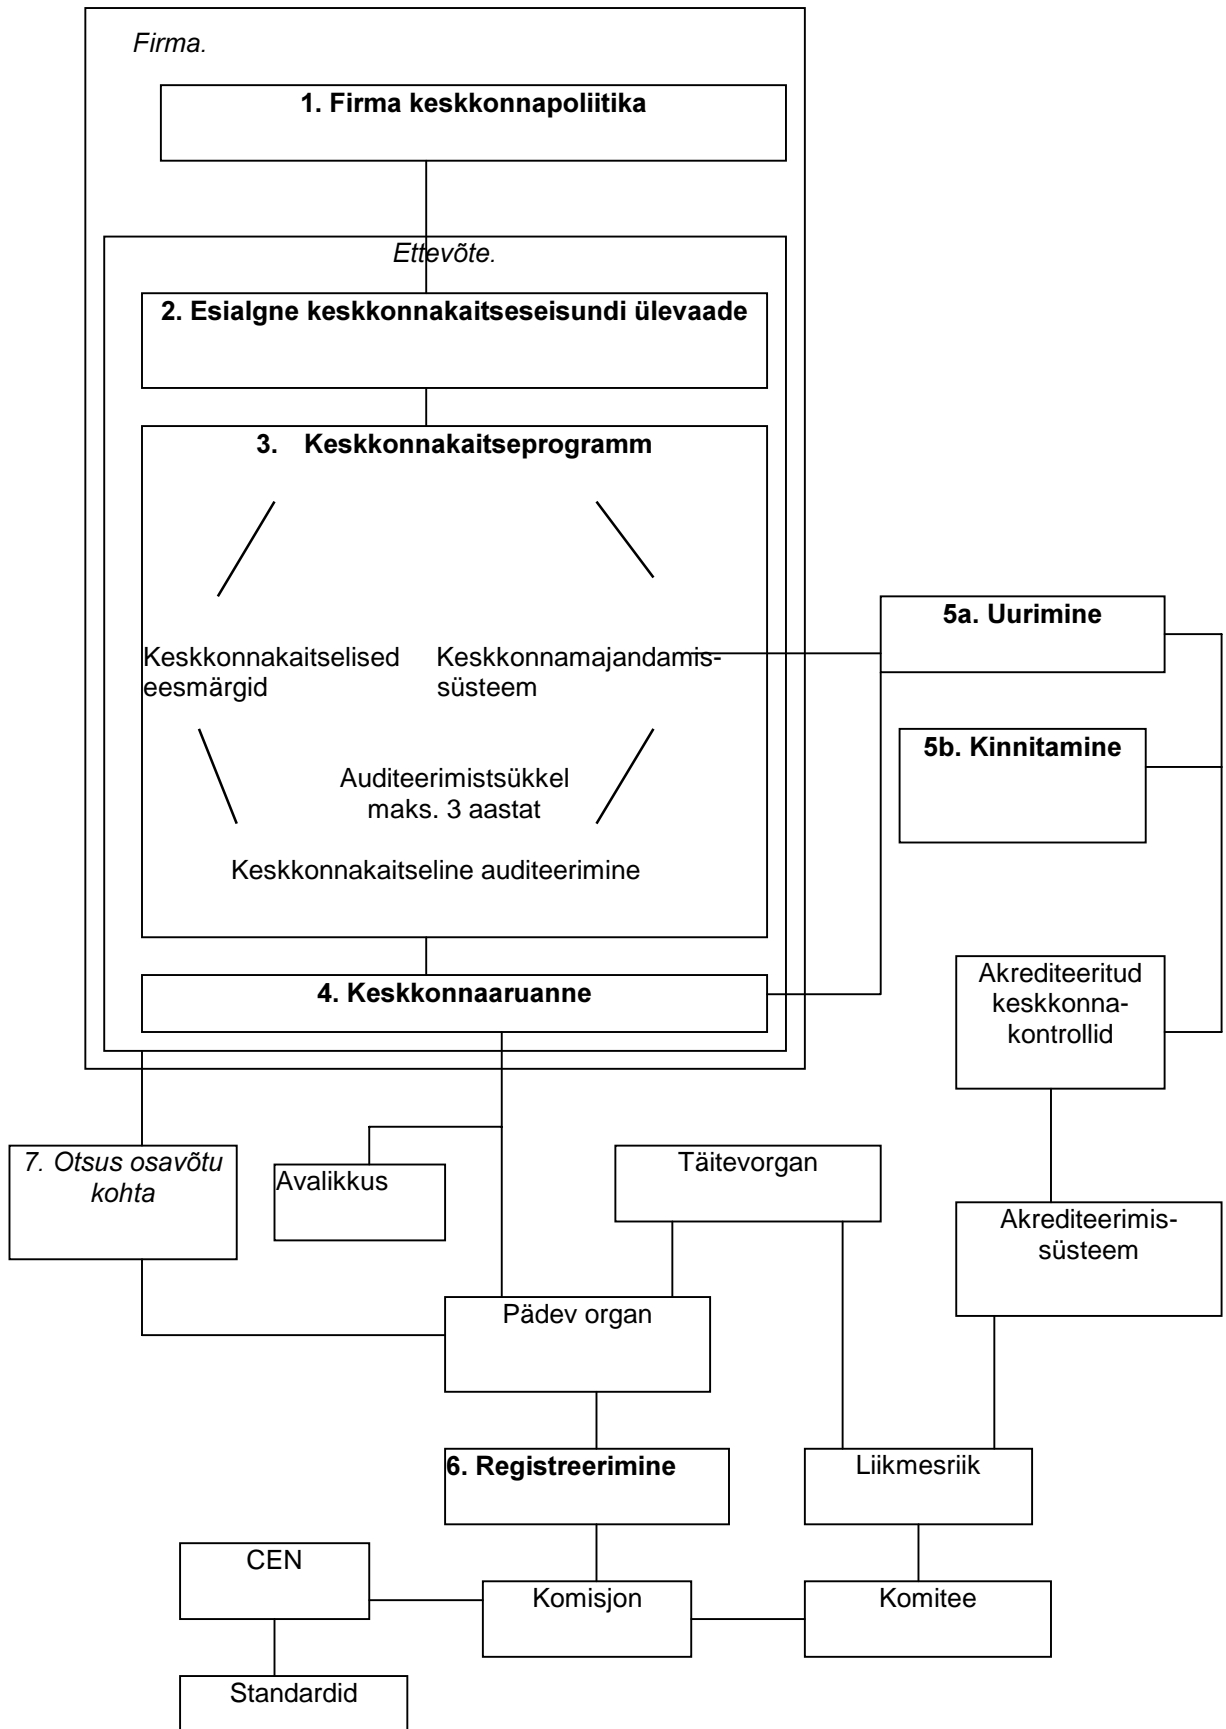 Firma.
1. Firma keskkonnapoliitika
Ettevõte.
2. Esialgne keskkonnakaitseseisundi ülevaade
3. Keskkonnakaitseprogramm
Keskkonnakaitselised
eesmärgid
Keskkonnamajandamis-
süsteem
Auditeerimistsükkel
maks. 3 aastat
Keskkonnakaitseline auditeerimine
4. Keskkonnaaruanne
5a. Uurimine
5b. Kinnitamine
Akrediteeritud
keskkonna-
kontrollid
7. Otsus osavõtu
kohta
Avalikkus
Täitevorgan
Akrediteerimis-
süsteem
Pädev organ
6. Registreerimine
Liikmesriik
CEN
Komisjon
Komitee
Standardid